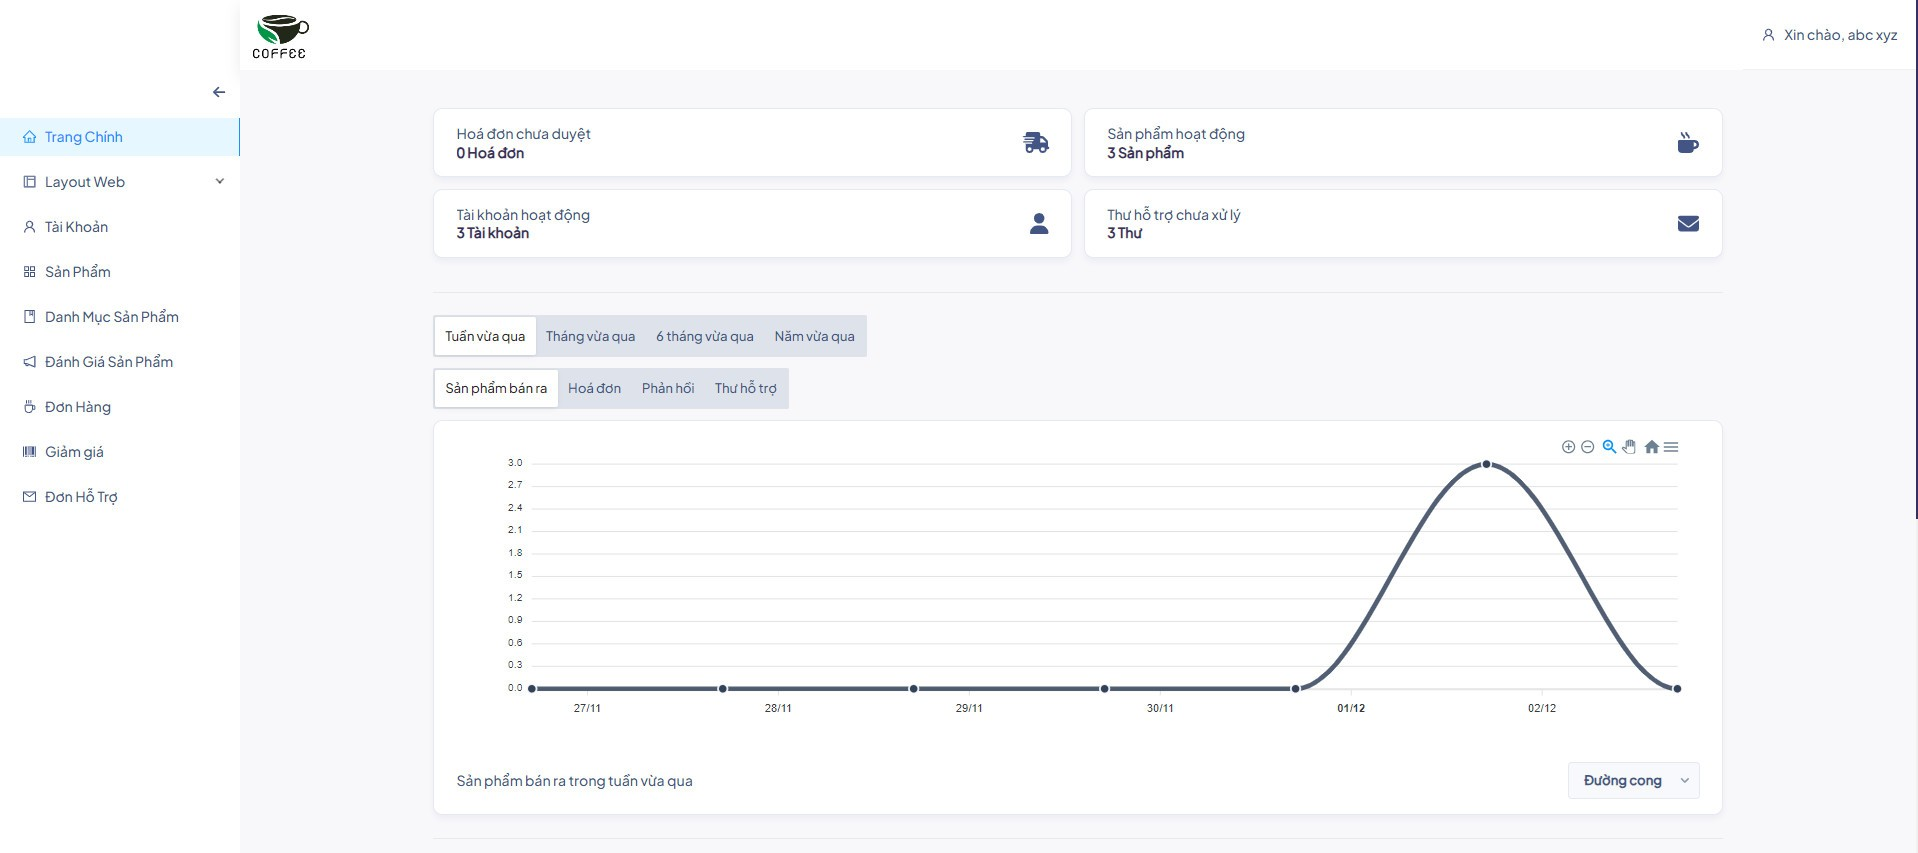 COFFEE
Xin chào, abc xyz
Trang Chính
Layout Web
Tài Khoản
Sản Phẩm
Danh Mục Sản Phẩm
Đánh Giá Sản Phẩm
Đơn Hàng
Giảm giá
Đơn Hỗ Trợ
Hoá đơn chưa duyệt
0 Hoá đơn
Sản phẩm hoạt động
3 Sản phẩm
Tài khoản hoạt động
3 Tài khoản
Thư hỗ trợ chưa xử lý
3 Thư
Tuần vừa qua Tháng vừa qua 6 tháng vừa qua Năm vừa qua
Sản phẩm bán ra Hoá đơn Phản hồi Thư hỗ trợ
3.0
2.7
2.4
2.1
1.8
1.5
1.2
0.9
0.6
0.3
0.0
27/11 28/11 29/11 30/11 01/12 02/12
Sản phẩm bán ra trong tuần vừa qua
Đường cong